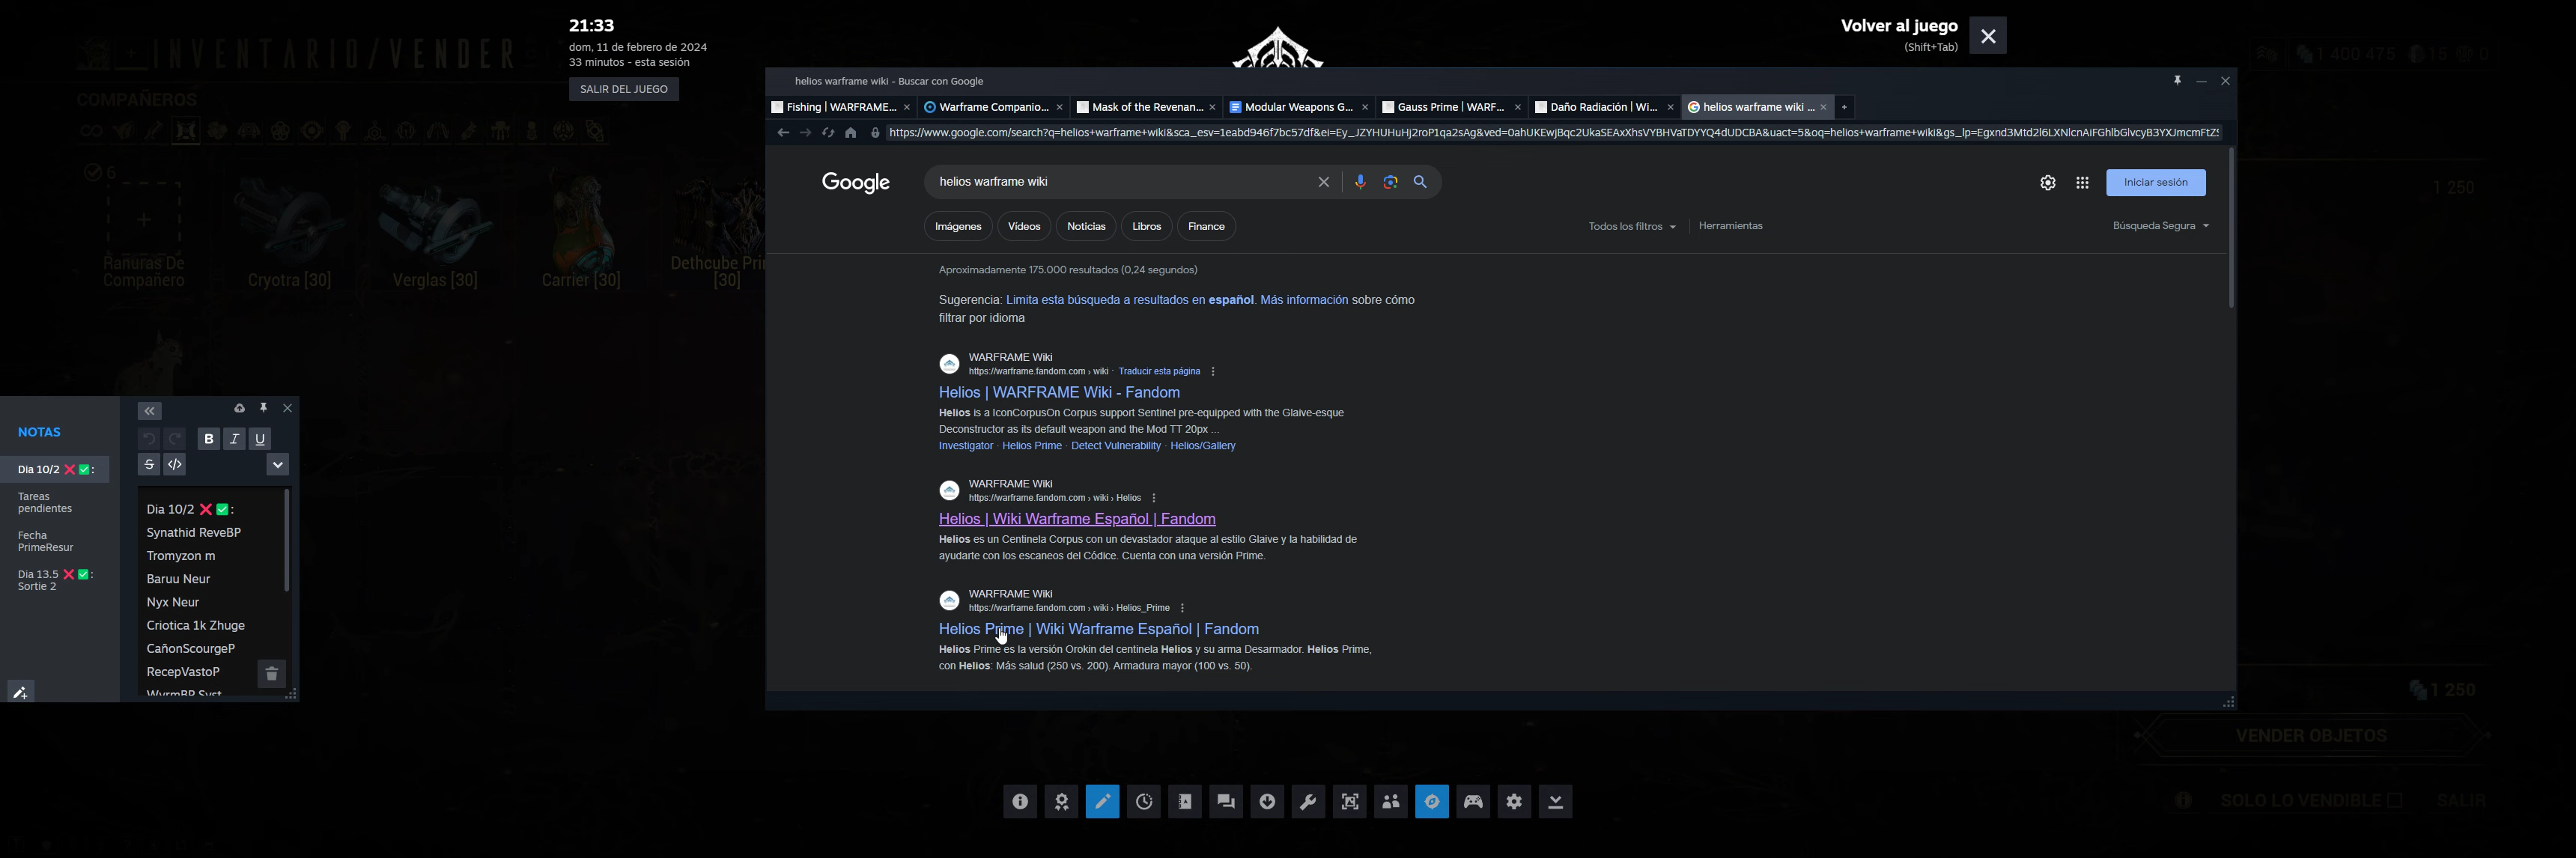 INVENTARIO/VENDER
21:33
dom, 11 de febrero de 2024
33 minutos - esta sesión
SALIR DEL JUEGO
Volver al juego
(Shift+Tab)
1 400 475
15
0
COMPAÑEROS
6
Ranuras De
Compañero
Cryotra [30]
Verglas [30]
Carrier [30]
Dethcube Pri
[30]
1 250
helios warframe wiki - Buscar con Google
Fishing | WARFRAME...
Warframe Companio...
Mask of the Revenan...
Modular Weapons G...
Gauss Prime | WARF...
Daño Radiación | Wi...
helios warframe wiki ...
Google
helios warframe wiki
Iniciar sesión
Imágenes
Vídeos
Noticias
Libros
Finance
Todos los filtros
Herramientas
Búsqueda Segura
Aproximadamente 175.000 resultados (0,24 segundos)
Sugerencia: Limita esta búsqueda a resultados en español. Más información sobre cómo
filtrar por idioma
WARFRAME Wiki
https://warframe.fandom.com › wiki · Traducir esta página
Helios | WARFRAME Wiki - Fandom
Helios is a IconCorpusOn Corpus support Sentinel pre-equipped with the Glaive-esque
Deconstructor as its default weapon and the Mod TT 20px ...
Investigator · Helios Prime · Detect Vulnerability · Helios/Gallery
WARFRAME Wiki
https://warframe.fandom.com › wiki › Helios
Helios | Wiki Warframe Español | Fandom
Helios es un Centinela Corpus con un devastador ataque al estilo Glaive y la habilidad de
ayudarte con los escaneos del Códice. Cuenta con una versión Prime.
WARFRAME Wiki
https://warframe.fandom.com › wiki › Helios_Prime
Helios Prime | Wiki Warframe Español | Fandom
Helios Prime es la versión Orokin del centinela Helios y su arma Desarmador. Helios Prime,
con Helios: Más salud (250 vs. 200). Armadura mayor (100 vs. 50).
NOTAS
Dia 10/2 ❌ ✅ :
Tareas
pendientes
Fecha
PrimeResur
Dia 13.5 ❌ ✅ :
Sortie 2
B I U
S </>
Dia 10/2 ❌ ✅ :
Synathid ReveBP
Tromyzon m
Baruu Neur
Nyx Neur
Criotica 1k Zhuge
CañonScourgeP
RecepVastoP
WyrmBP Syst
1 250
VENDER OBJETOS
SOLO LO VENDIBLE
SALIR